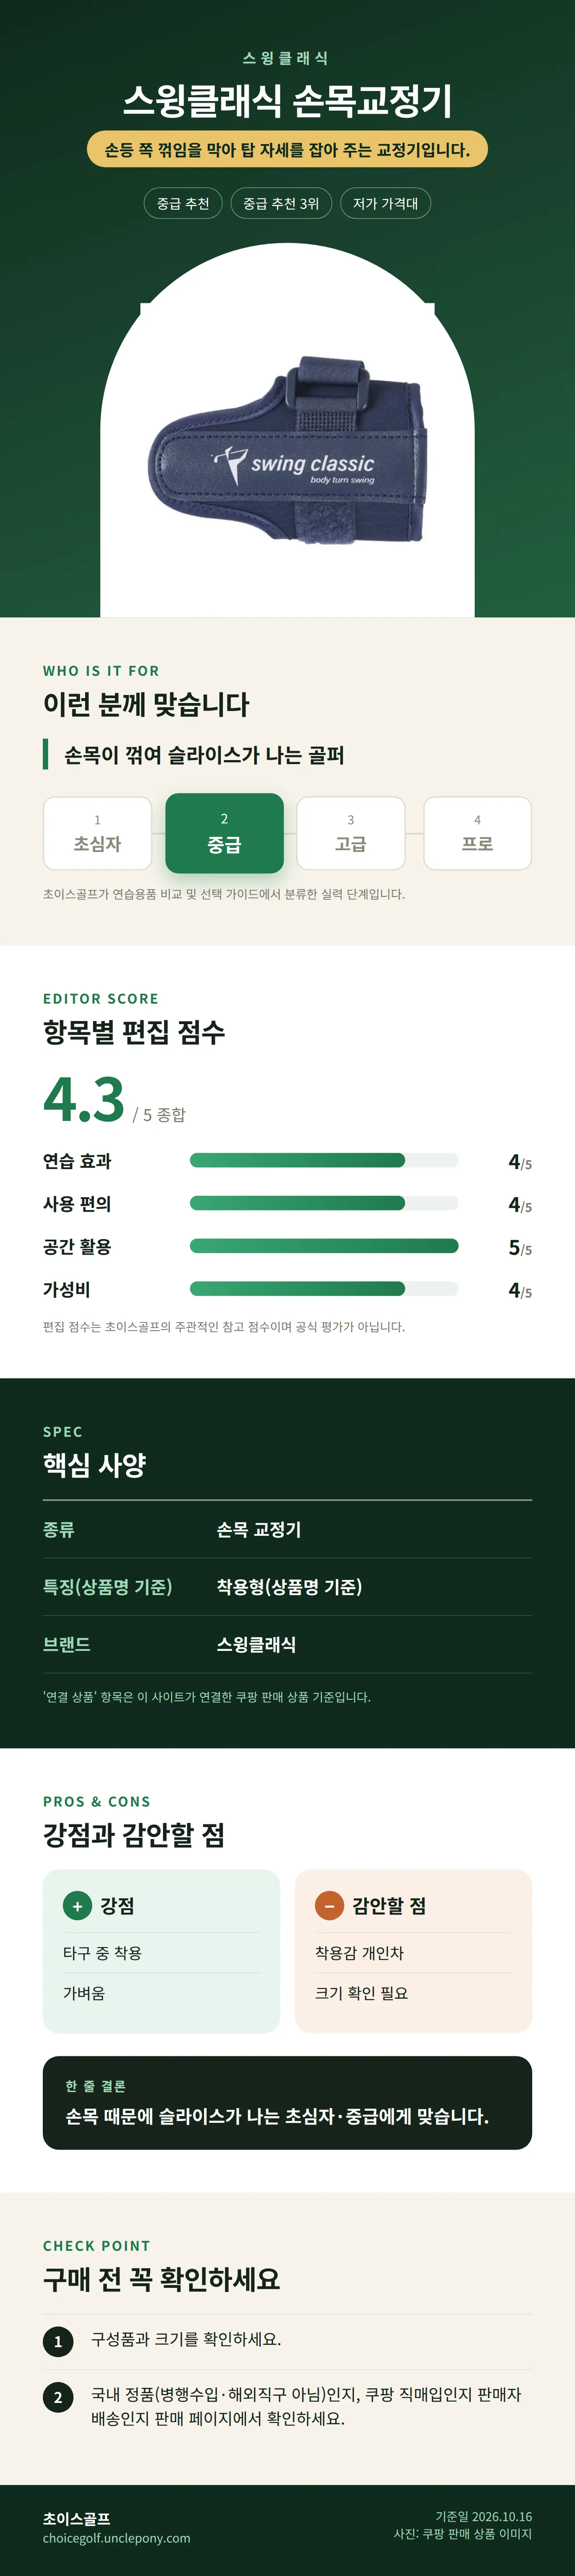 스윙클래식
스윙클래식 손목교정기
손등 쪽 꺾임을 막아 탑 자세를 잡아 주는 교정기입니다.
중급 추천
중급 추천 3위
저가 가격대
swing classic
body turn swing
WHO IS IT FOR
이런 분께 맞습니다
손목이 꺾여 슬라이스가 나는 골퍼
1
초심자
2
중급
3
고급
4
프로
초이스골프가 연습용품 비교 및 선택 가이드에서 분류한 실력 단계입니다.
EDITOR SCORE
항목별 편집 점수
4.3 / 5 종합
연습 효과 4/5
사용 편의 4/5
공간 활용 5/5
가성비 4/5
편집 점수는 초이스골프의 주관적인 참고 점수이며 공식 평가가 아닙니다.
SPEC
핵심 사양
종류 손목 교정기
특징(상품명 기준) 착용형(상품명 기준)
브랜드 스윙클래식
'연결 상품' 항목은 이 사이트가 연결한 쿠팡 판매 상품 기준입니다.
PROS & CONS
강점과 감안할 점
+ 강점
타구 중 착용
가벼움
− 감안할 점
착용감 개인차
크기 확인 필요
한 줄 결론
손목 때문에 슬라이스가 나는 초심자·중급에게 맞습니다.
CHECK POINT
구매 전 꼭 확인하세요
1 구성품과 크기를 확인하세요.
2 국내 정품(병행수입·해외직구 아님)인지, 쿠팡 직매입인지 판매자
배송인지 판매 페이지에서 확인하세요.
초이스골프
choicegolf.unclepony.com
기준일 2026.10.16
사진: 쿠팡 판매 상품 이미지